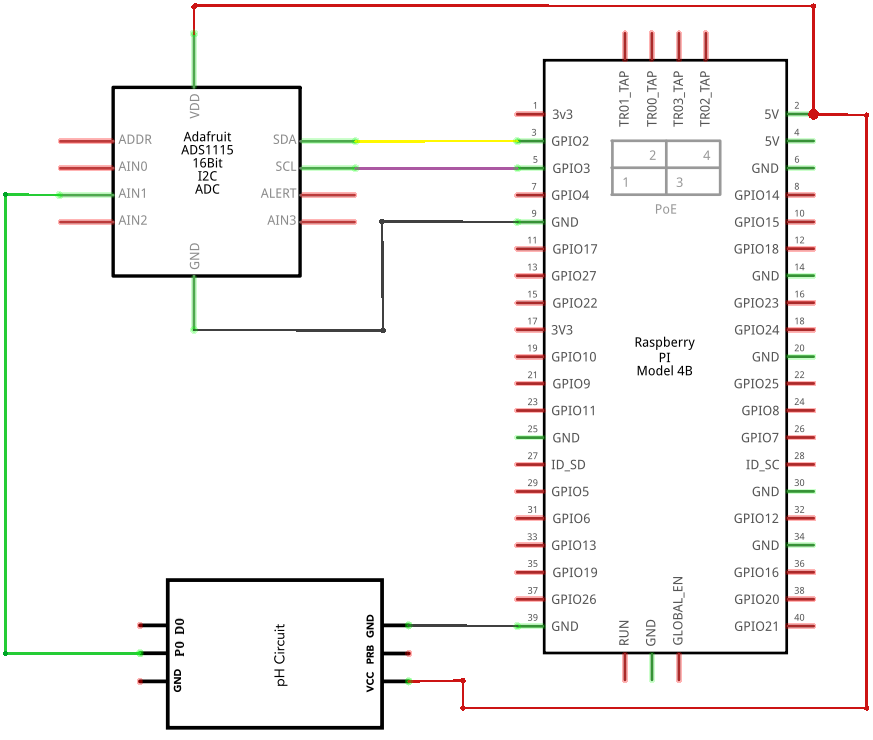 VDD
Adafruit
ADS1115
16Bit
I2C
ADC
ADDR
AIN0
AIN1
AIN2
SDA
SCL
ALERT
AIN3
GND
TR01_TAP
TR00_TAP
TR03_TAP
TR02_TAP
2 4
1 3
PoE
Raspberry
PI
Model 4B
1 3v3
3 GPIO2
5 GPIO3
7 GPIO4
9 GND
11 GPIO17
13 GPIO27
15 GPIO22
17 3V3
19 GPIO10
21 GPIO9
23 GPIO11
25 GND
27 ID_SD
29 GPIO5
31 GPIO6
33 GPIO13
35 GPIO19
37 GPIO26
39 GND
5V 2
5V 4
GND 6
GPIO14 8
GPIO15 10
GPIO18 12
GND 14
GPIO23 16
GPIO24 18
GND 20
GPIO25 22
GPIO8 24
GPIO7 26
ID_SC 28
GND 30
GPIO12 32
GND 34
GPIO16 36
GPIO20 38
GPIO21 40
RUN
GND
GLOBAL_EN
D0
P0
GND
pH Circuit
GND
PRB
VCC